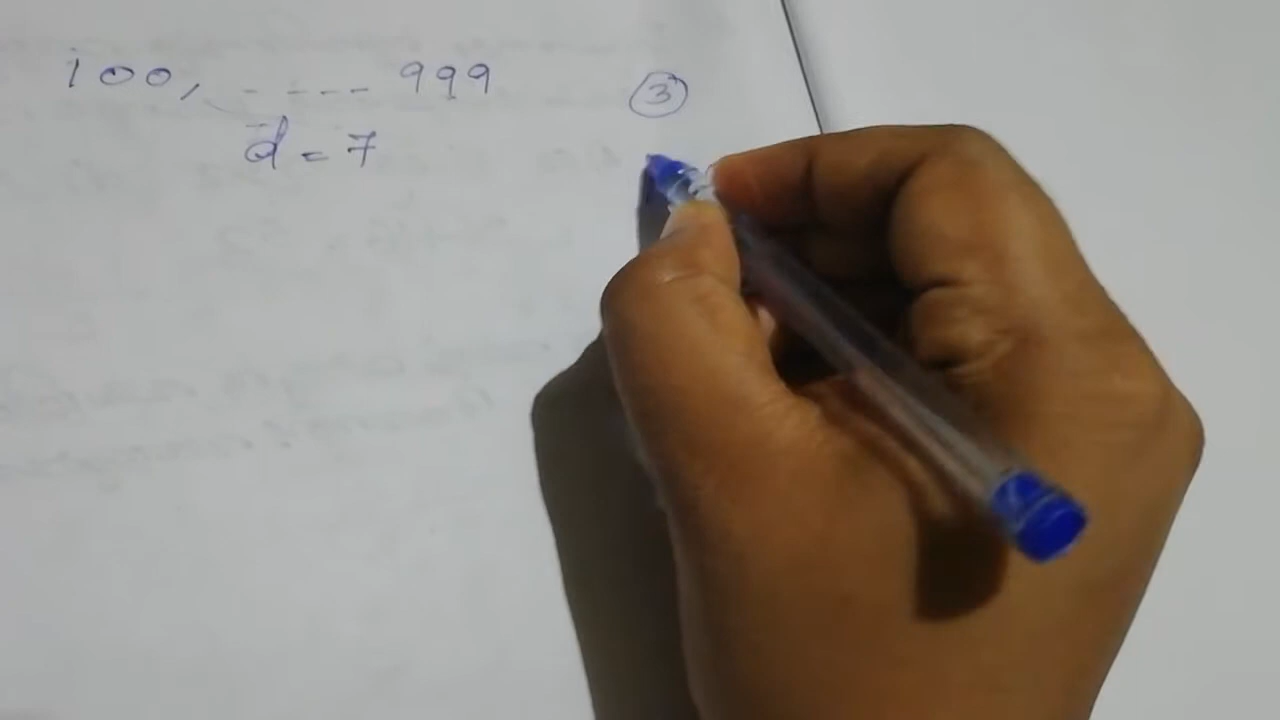 100, ----- 999 ③
d = 7